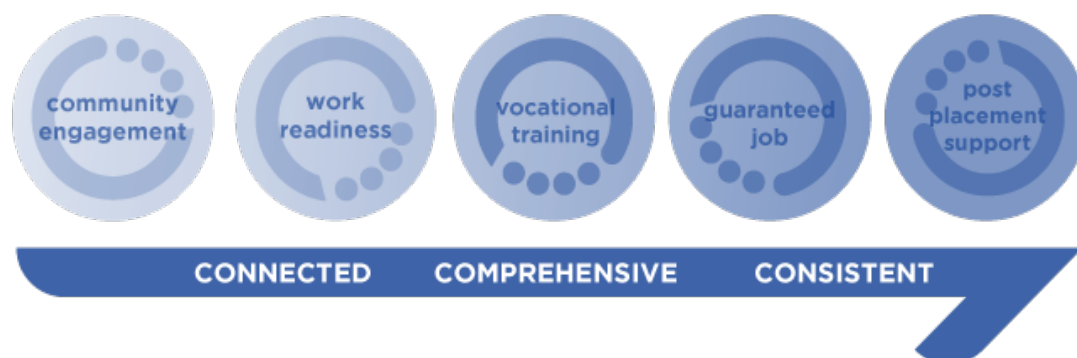 community
engagement
work
readiness
vocational
training
guaranteed
job
post
placement
support
CONNECTED COMPREHENSIVE CONSISTENT